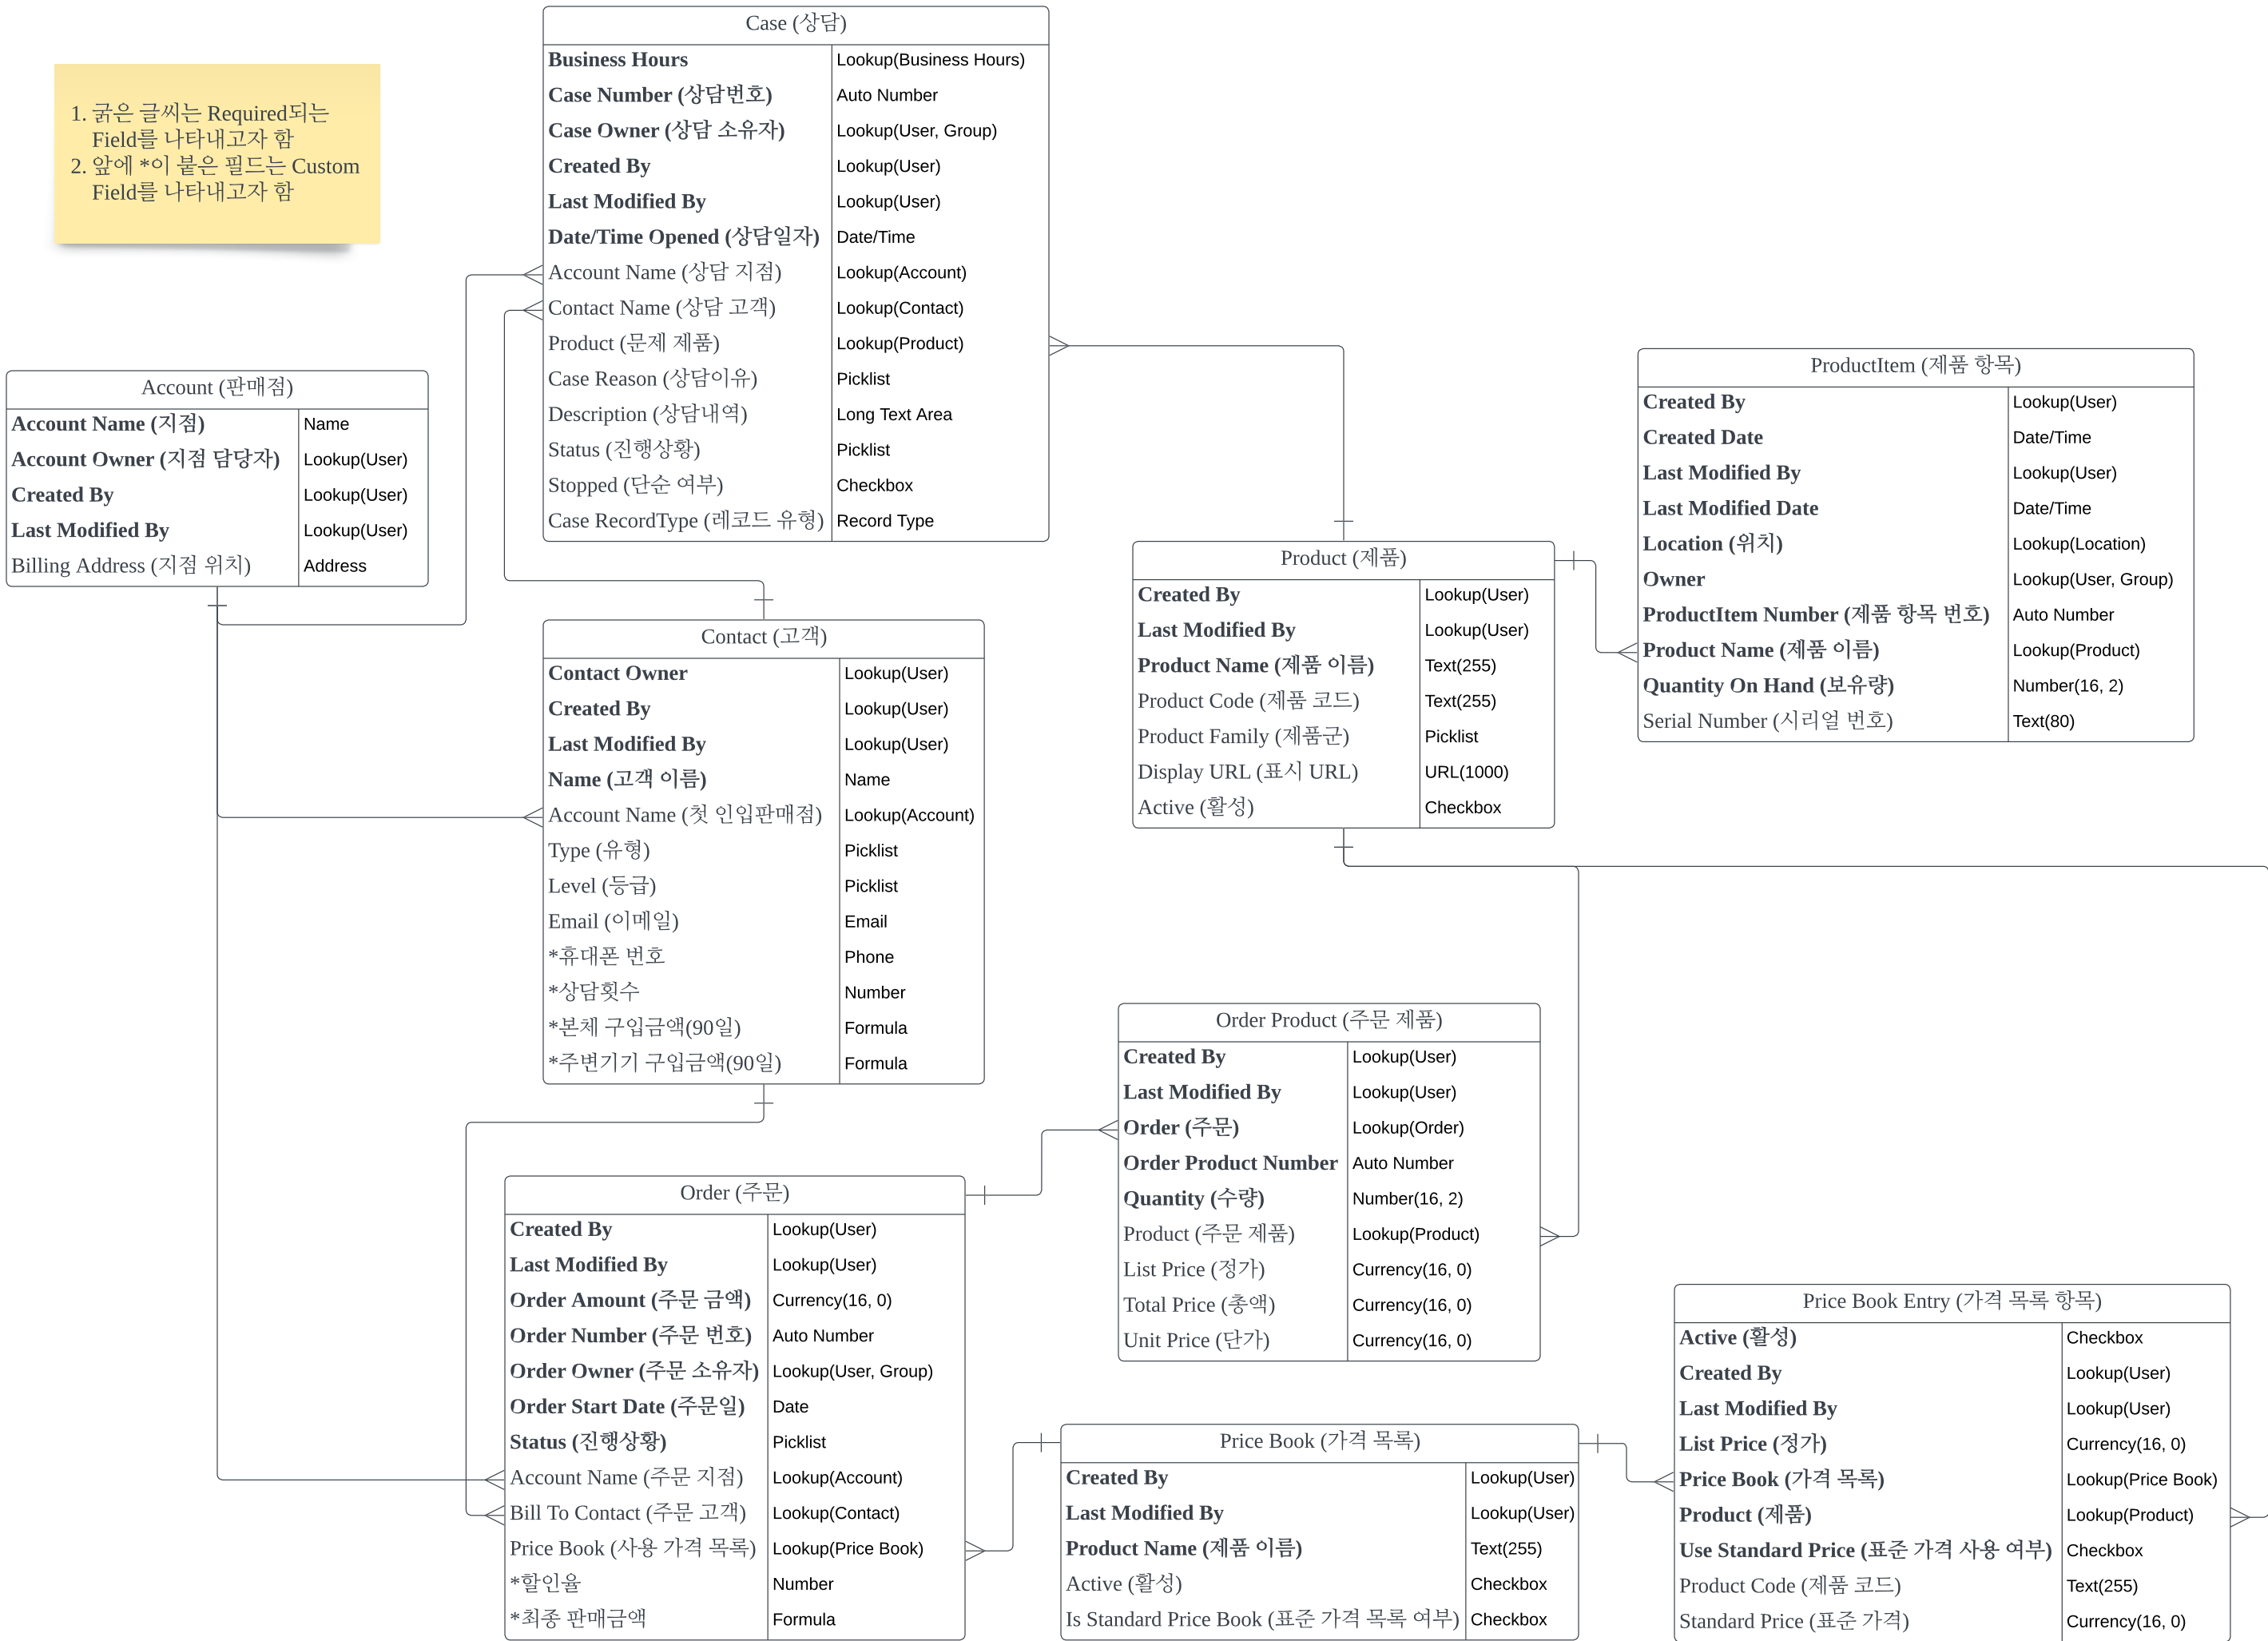 1. 굵은 글씨는 Required되는
Field를 나타내고자 함
2. 앞에 *이 붙은 필드는 Custom
Field를 나타내고자 함
Case (상담)
Business Hours Lookup(Business Hours)
Case Number (상담번호) Auto Number
Case Owner (상담 소유자) Lookup(User, Group)
Created By Lookup(User)
Last Modified By Lookup(User)
Date/Time Opened (상담일자) Date/Time
Account Name (상담 지점) Lookup(Account)
Contact Name (상담 고객) Lookup(Contact)
Product (문제 제품) Lookup(Product)
Case Reason (상담이유) Picklist
Description (상담내역) Long Text Area
Status (진행상황) Picklist
Stopped (단순 여부) Checkbox
Case RecordType (레코드 유형) Record Type
Account (판매점)
Account Name (지점) Name
Account Owner (지점 담당자) Lookup(User)
Created By Lookup(User)
Last Modified By Lookup(User)
Billing Address (지점 위치) Address
Contact (고객)
Contact Owner Lookup(User)
Created By Lookup(User)
Last Modified By Lookup(User)
Name (고객 이름) Name
Account Name (첫 인입판매점) Lookup(Account)
Type (유형) Picklist
Level (등급) Picklist
Email (이메일) Email
*휴대폰 번호 Phone
*상담횟수 Number
*본체 구입금액(90일) Formula
*주변기기 구입금액(90일) Formula
Product (제품)
Created By Lookup(User)
Last Modified By Lookup(User)
Product Name (제품 이름) Text(255)
Product Code (제품 코드) Text(255)
Product Family (제품군) Picklist
Display URL (표시 URL) URL(1000)
Active (활성) Checkbox
ProductItem (제품 항목)
Created By Lookup(User)
Created Date Date/Time
Last Modified By Lookup(User)
Last Modified Date Date/Time
Location (위치) Lookup(Location)
Owner Lookup(User, Group)
ProductItem Number (제품 항목 번호) Auto Number
Product Name (제품 이름) Lookup(Product)
Quantity On Hand (보유량) Number(16, 2)
Serial Number (시리얼 번호) Text(80)
Order Product (주문 제품)
Created By Lookup(User)
Last Modified By Lookup(User)
Order (주문) Lookup(Order)
Order Product Number Auto Number
Quantity (수량) Number(16, 2)
Product (주문 제품) Lookup(Product)
List Price (정가) Currency(16, 0)
Total Price (총액) Currency(16, 0)
Unit Price (단가) Currency(16, 0)
Order (주문)
Created By Lookup(User)
Last Modified By Lookup(User)
Order Amount (주문 금액) Currency(16, 0)
Order Number (주문 번호) Auto Number
Order Owner (주문 소유자) Lookup(User, Group)
Order Start Date (주문일) Date
Status (진행상황) Picklist
Account Name (주문 지점) Lookup(Account)
Bill To Contact (주문 고객) Lookup(Contact)
Price Book (사용 가격 목록) Lookup(Price Book)
*할인율 Number
*최종 판매금액 Formula
Price Book (가격 목록)
Created By Lookup(User)
Last Modified By Lookup(User)
Product Name (제품 이름) Text(255)
Active (활성) Checkbox
Is Standard Price Book (표준 가격 목록 여부) Checkbox
Price Book Entry (가격 목록 항목)
Active (활성) Checkbox
Created By Lookup(User)
Last Modified By Lookup(User)
List Price (정가) Currency(16, 0)
Price Book (가격 목록) Lookup(Price Book)
Product (제품) Lookup(Product)
Use Standard Price (표준 가격 사용 여부) Checkbox
Product Code (제품 코드) Text(255)
Standard Price (표준 가격) Currency(16, 0)